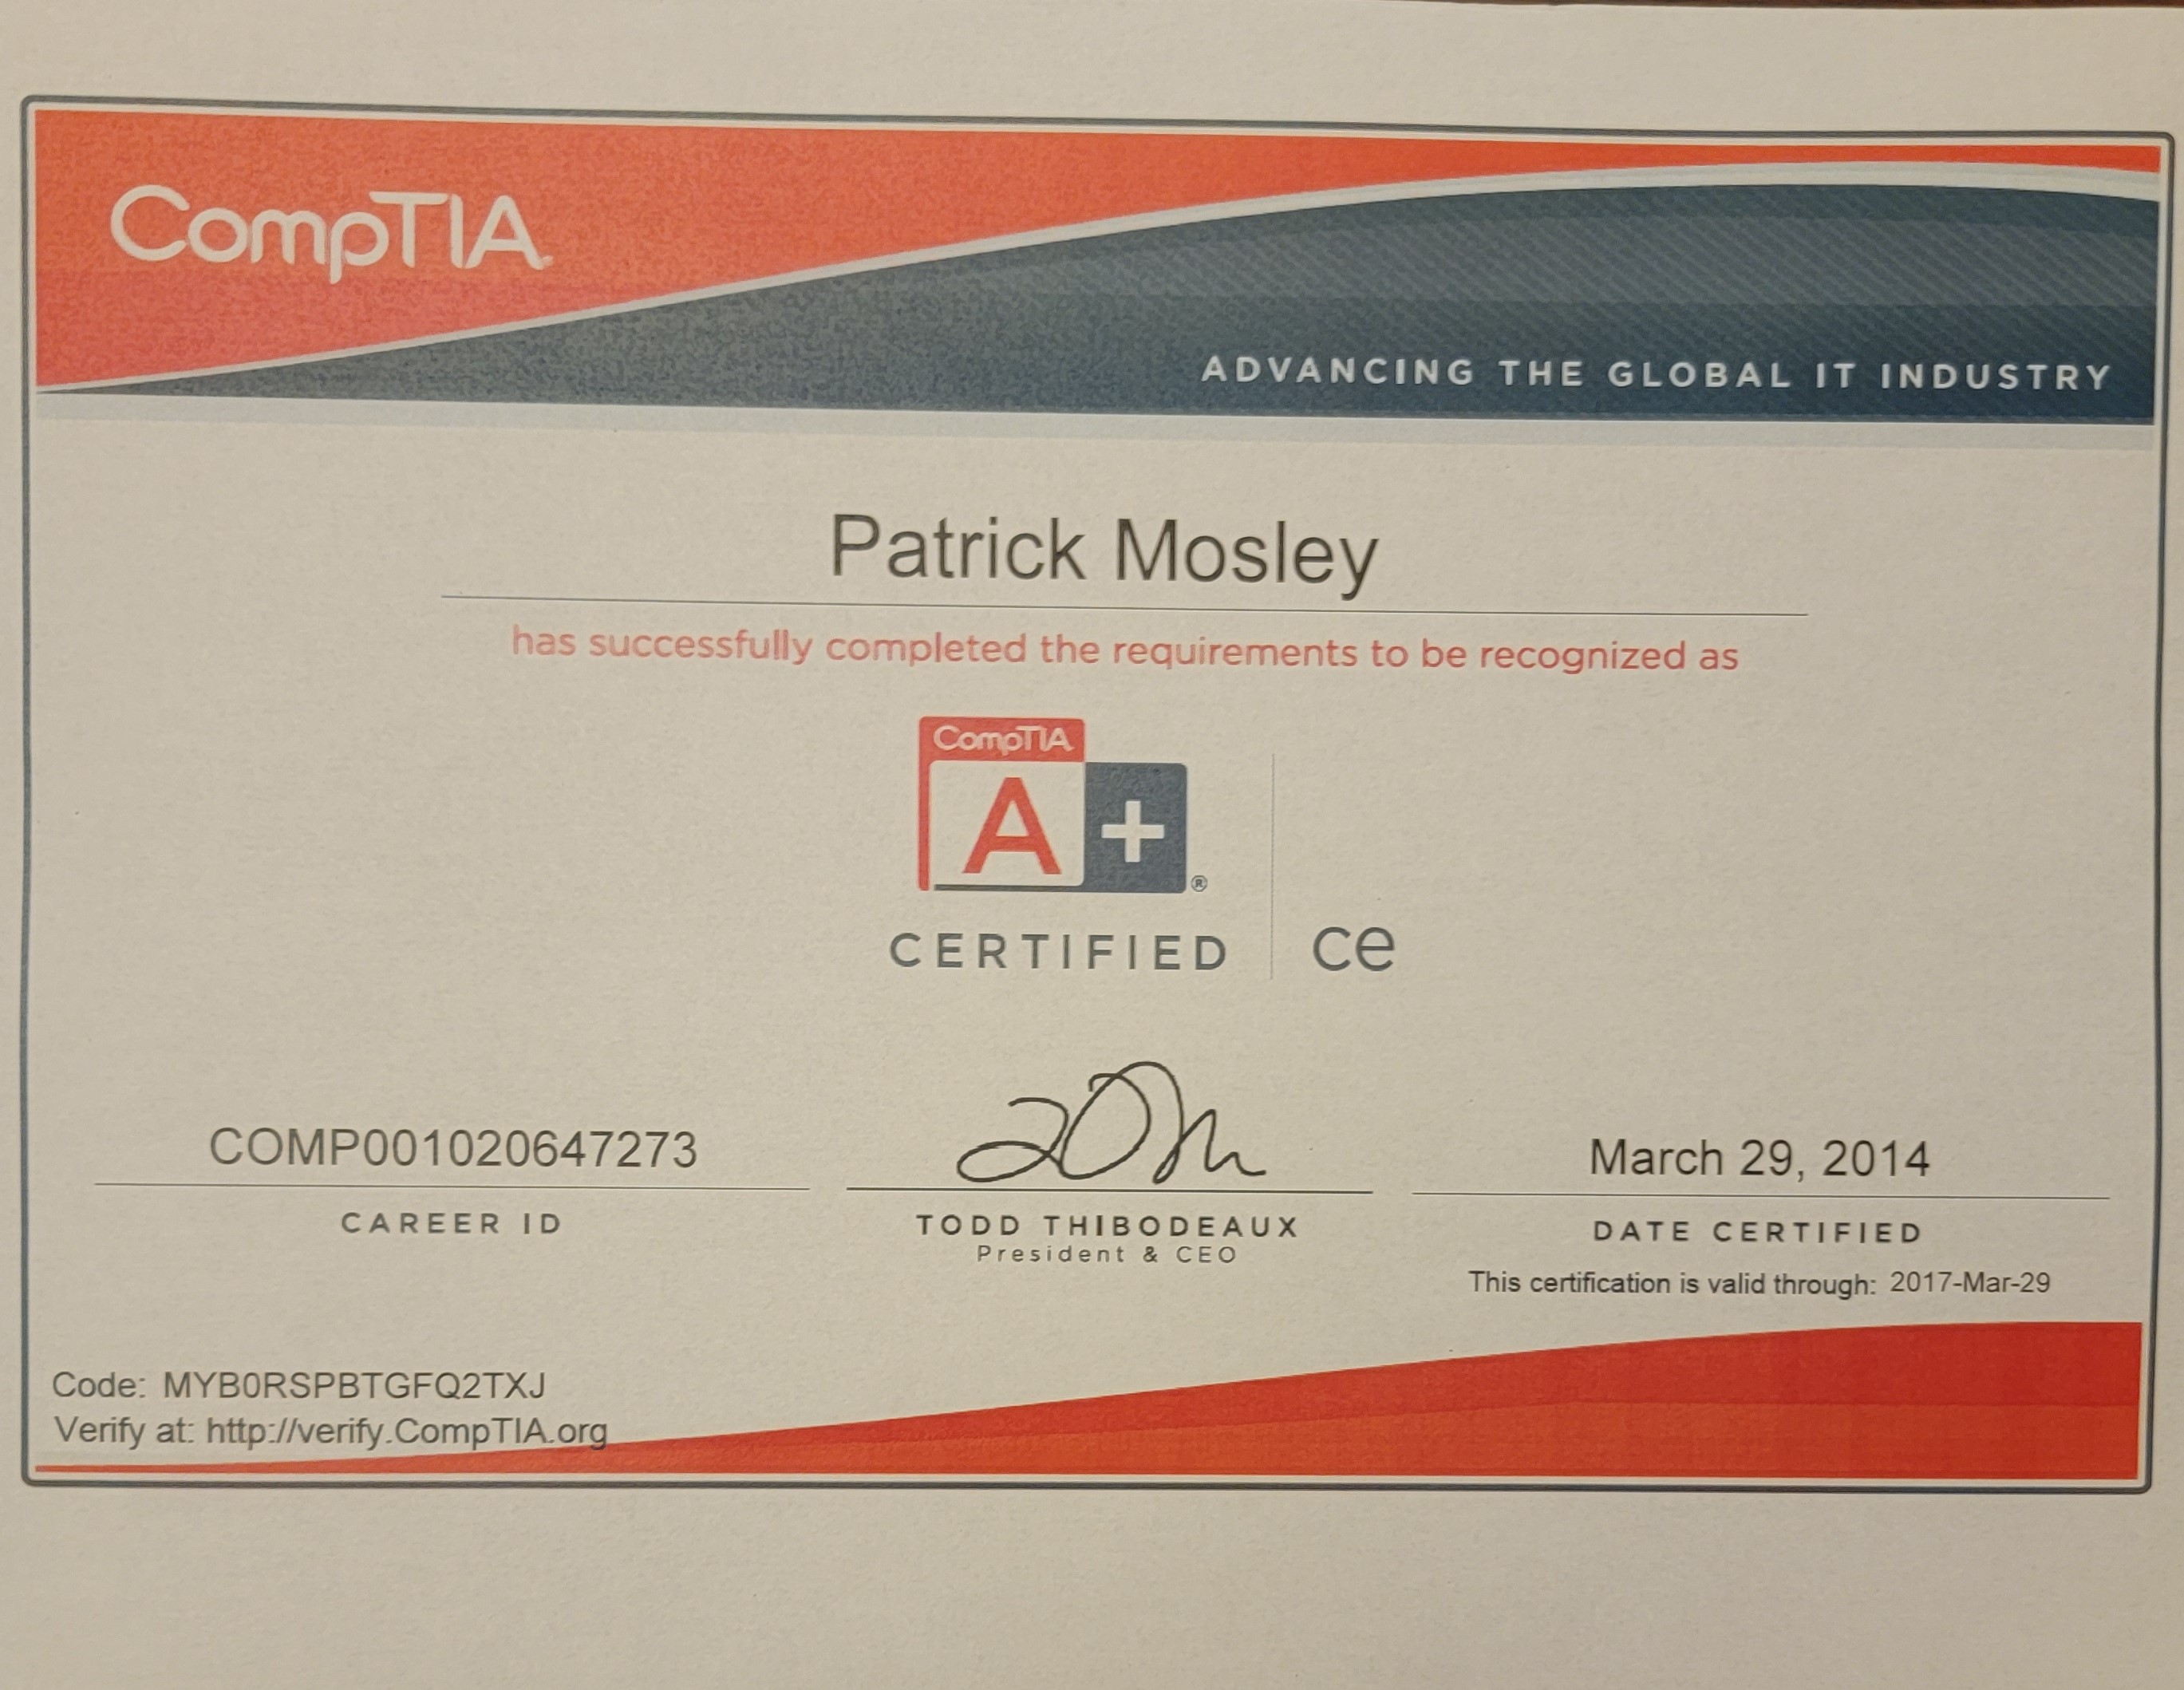 CompTIA
ADVANCING THE GLOBAL IT INDUSTRY
Patrick Mosley
has successfully completed the requirements to be recognized as
CompTIA
A+®
CERTIFIED ce
COMP001020647273
CAREER ID
TODD THIBODEAUX
President & CEO
March 29, 2014
DATE CERTIFIED
This certification is valid through: 2017-Mar-29
Code: MYB0RSPBTGFQ2TXJ
Verify at: http://verify.CompTIA.org